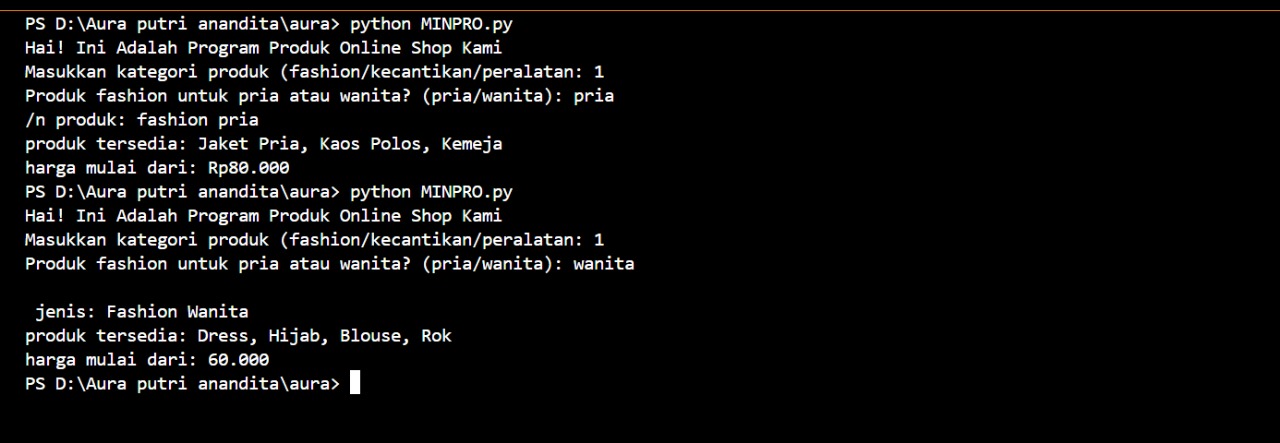 PS D:\Aura putri anandita\aura> python MINPRO.py
Hai! Ini Adalah Program Produk Online Shop Kami
Masukkan kategori produk (fashion/kecantikan/peralatan: 1
Produk fashion untuk pria atau wanita? (pria/wanita): pria
/n produk: fashion pria
produk tersedia: Jaket Pria, Kaos Polos, Kemeja
harga mulai dari: Rp80.000
PS D:\Aura putri anandita\aura> python MINPRO.py
Hai! Ini Adalah Program Produk Online Shop Kami
Masukkan kategori produk (fashion/kecantikan/peralatan: 1
Produk fashion untuk pria atau wanita? (pria/wanita): wanita
jenis: Fashion Wanita
produk tersedia: Dress, Hijab, Blouse, Rok
harga mulai dari: 60.000
PS D:\Aura putri anandita\aura>